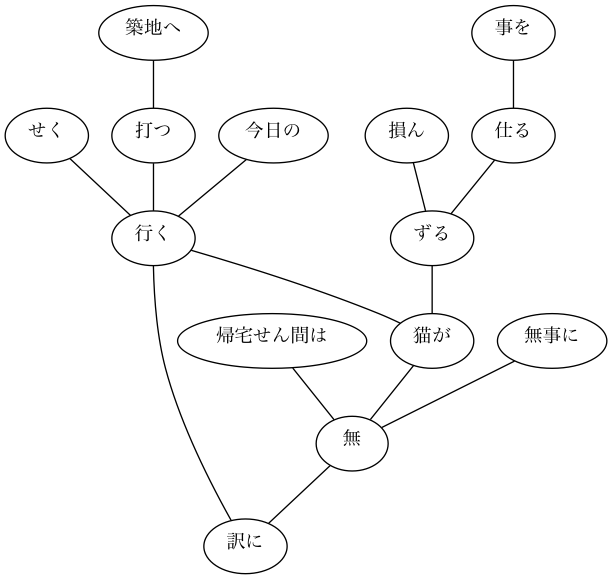 築地へ
事を
せく
打つ
今日の
損ん
仕る
行く
ずる
帰宅せん間は
猫が
無事に
無
訳に